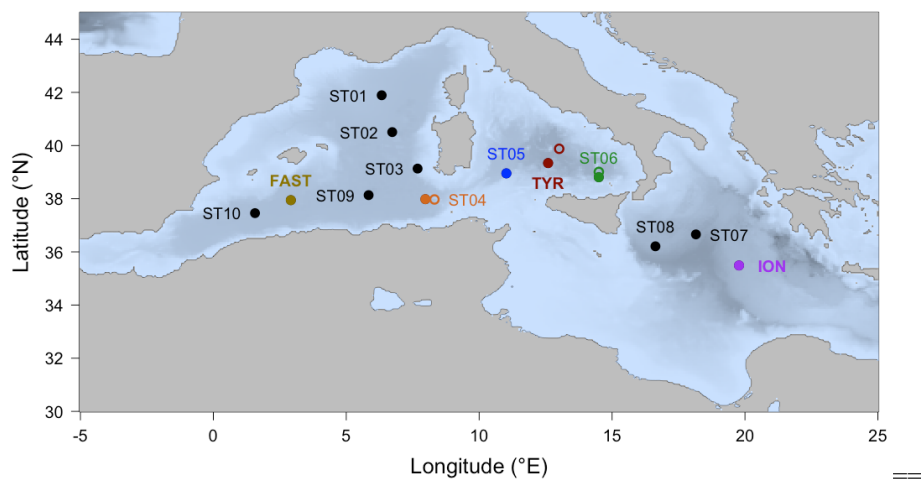 44
42
40
38
36
34
32
30
Latitude (°N)
ST01
ST02
ST03
ST05
ST06
TYR
FAST
ST09
ST04
ST10
ST08
ST07
ION
-5 0 5 10 15 20 25
Longitude (°E)
==